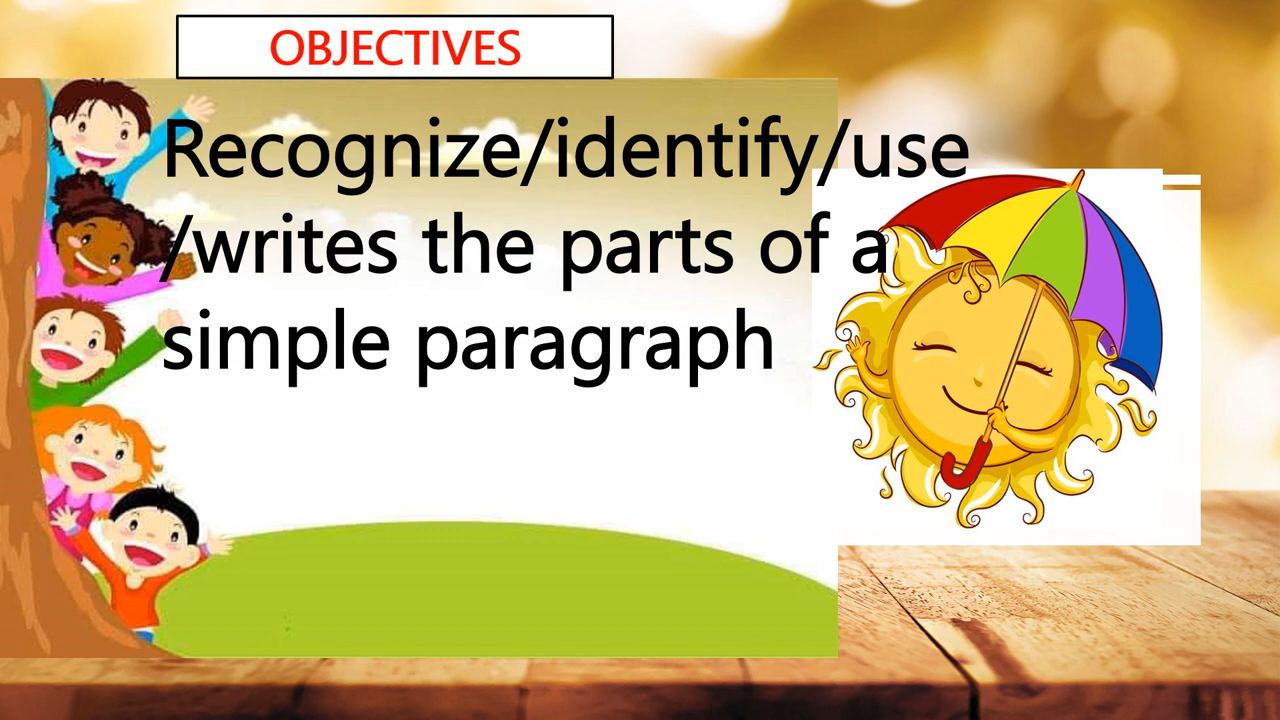 OBJECTIVES
Recognize/identify/use
/writes the parts of a
simple paragraph